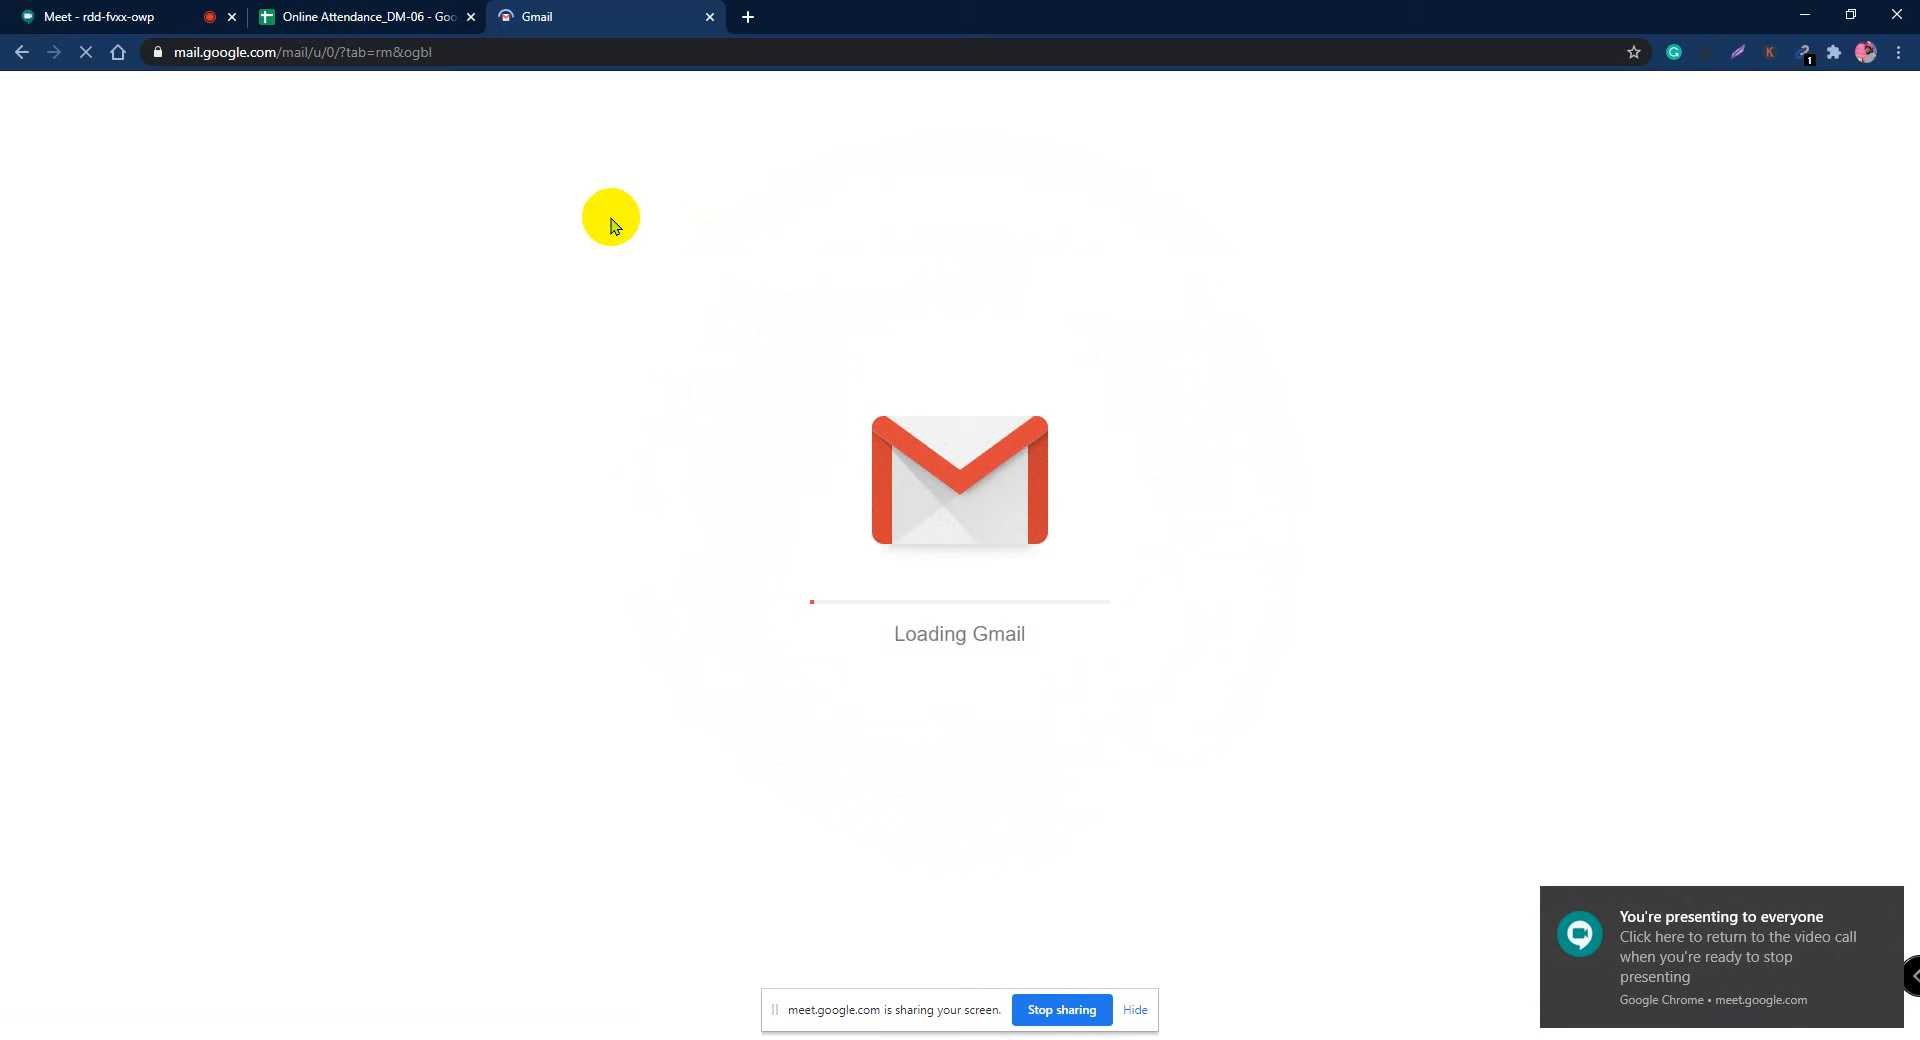 Meet - rdd-fvxx-owp
Online Attendance_DM-06 - Goo
Gmail
mail.google.com/mail/u/0/?tab=rm&ogbl
1
Loading Gmail
You're presenting to everyone
Click here to return to the video call
when you're ready to stop
presenting
Google Chrome • meet.google.com
meet.google.com is sharing your screen.
Stop sharing
Hide